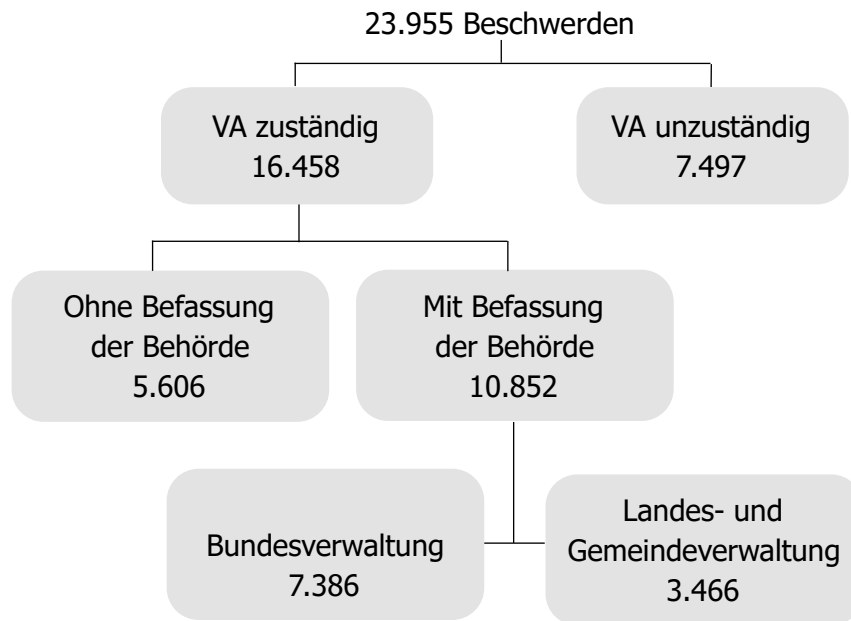 23.955 Beschwerden
VA zuständig
16.458
VA unzuständig
7.497
Ohne Befassung
der Behörde
5.606
Mit Befassung
der Behörde
10.852
Bundesverwaltung
7.386
Landes- und
Gemeindeverwaltung
3.466